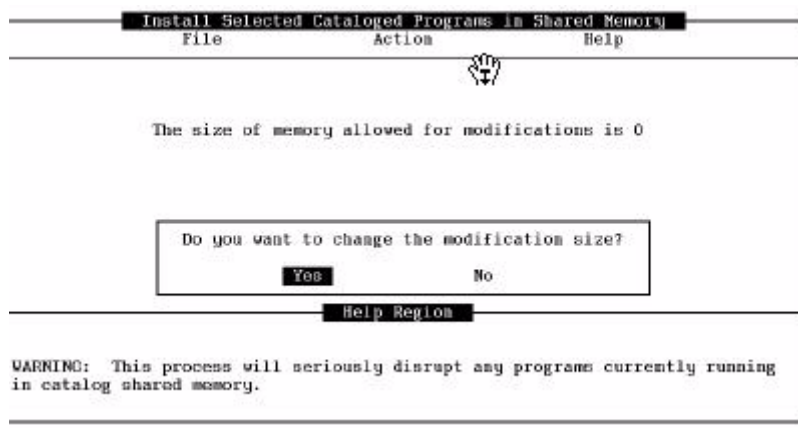 Install Selected Cataloged Programs in Shared Memory
File Action Help
The size of memory allowed for modifications is 0
Do you want to change the modification size?
Yes No
Help Region
WARNING: This process will seriously disrupt any programs currently running
in catalog shared memory.